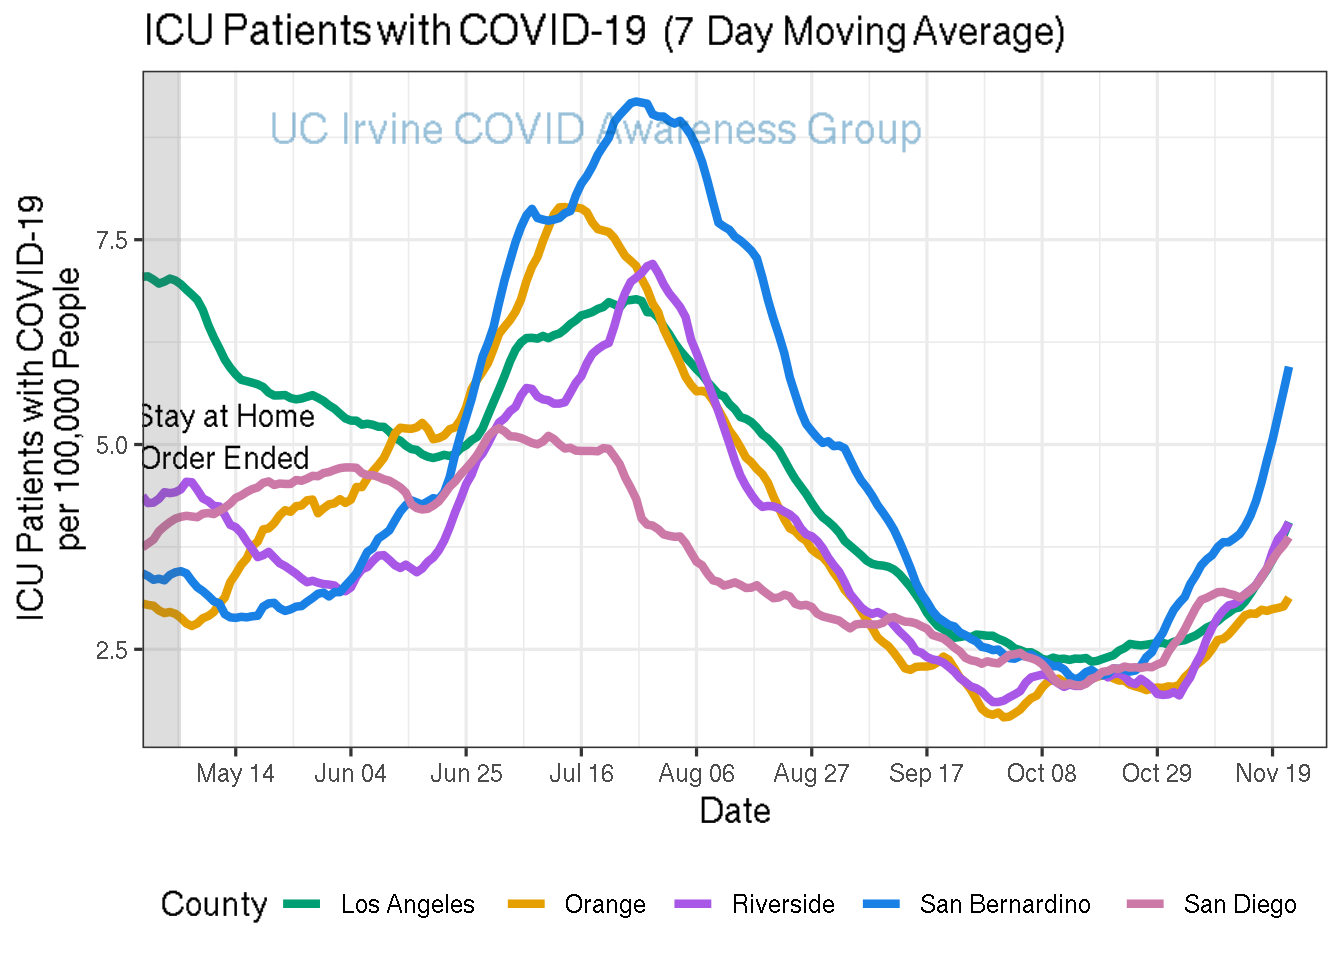 ICU Patients with COVID-19 (7 Day Moving Average)
UC Irvine COVID Awareness Group
ICU Patients with COVID-19
per 100,000 People
7.5
5.0
2.5
Stay at Home
Order Ended
May 14 Jun 04 Jun 25 Jul 16 Aug 06 Aug 27 Sep 17 Oct 08 Oct 29 Nov 19
Date
County Los Angeles Orange Riverside San Bernardino San Diego